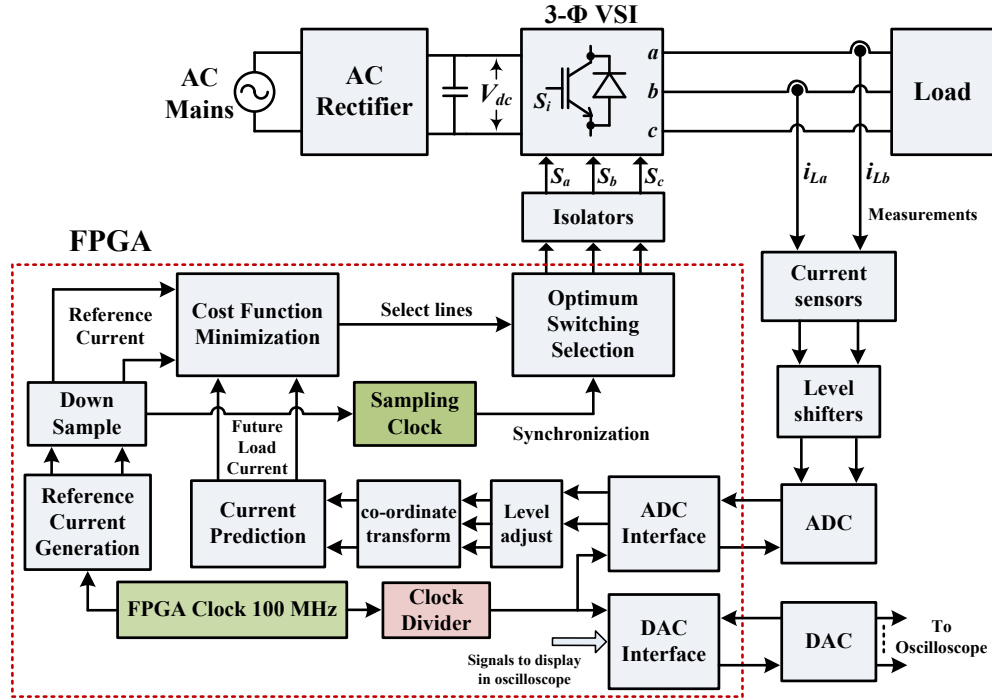 3-Φ VSI
AC
Mains
AC
Rectifier
V_dc
S_i
a
b
c
Load
S_a
S_b
S_c
i_La
i_Lb
Isolators
Measurements
FPGA
Current
sensors
Reference
Current
Cost Function
Minimization
Select lines
Optimum
Switching
Selection
Level
shifters
Down
Sample
Sampling
Clock
Synchronization
Future
Load
Current
Reference
Current
Generation
Current
Prediction
co-ordinate
transform
Level
adjust
ADC
Interface
ADC
FPGA Clock 100 MHz
Clock
Divider
DAC
Interface
DAC
To
Oscilloscope
Signals to display
in oscilloscope